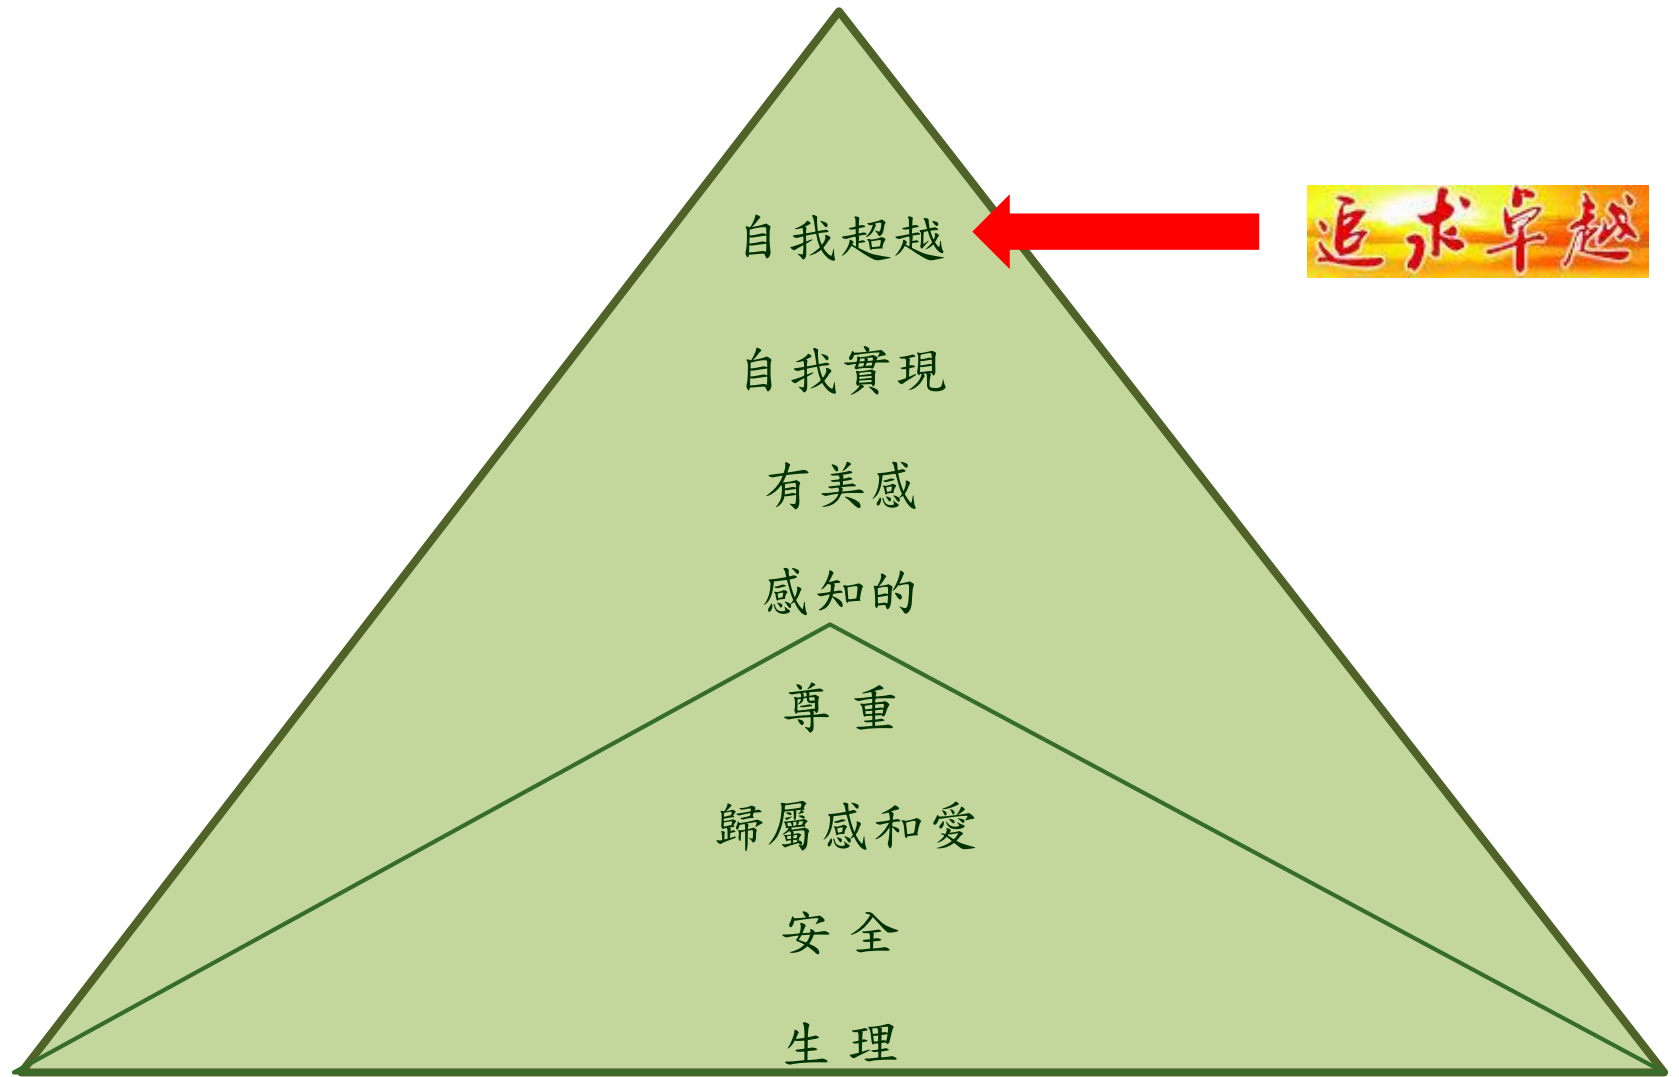 自我超越
追求卓越
自我實現
有美感
感知的
尊重
歸屬感和愛
安全
生理